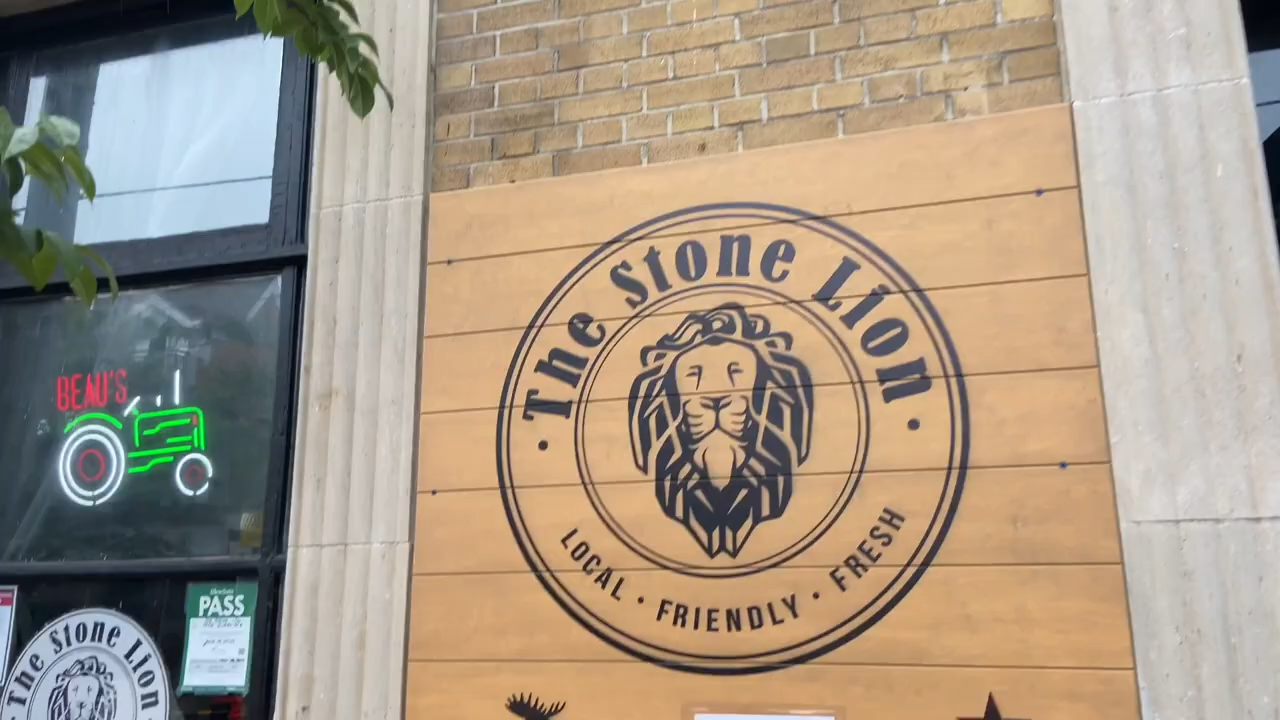 The Stone Lion
LOCAL · FRIENDLY · FRESH
BEAU'S
PASS
The Stone Lion